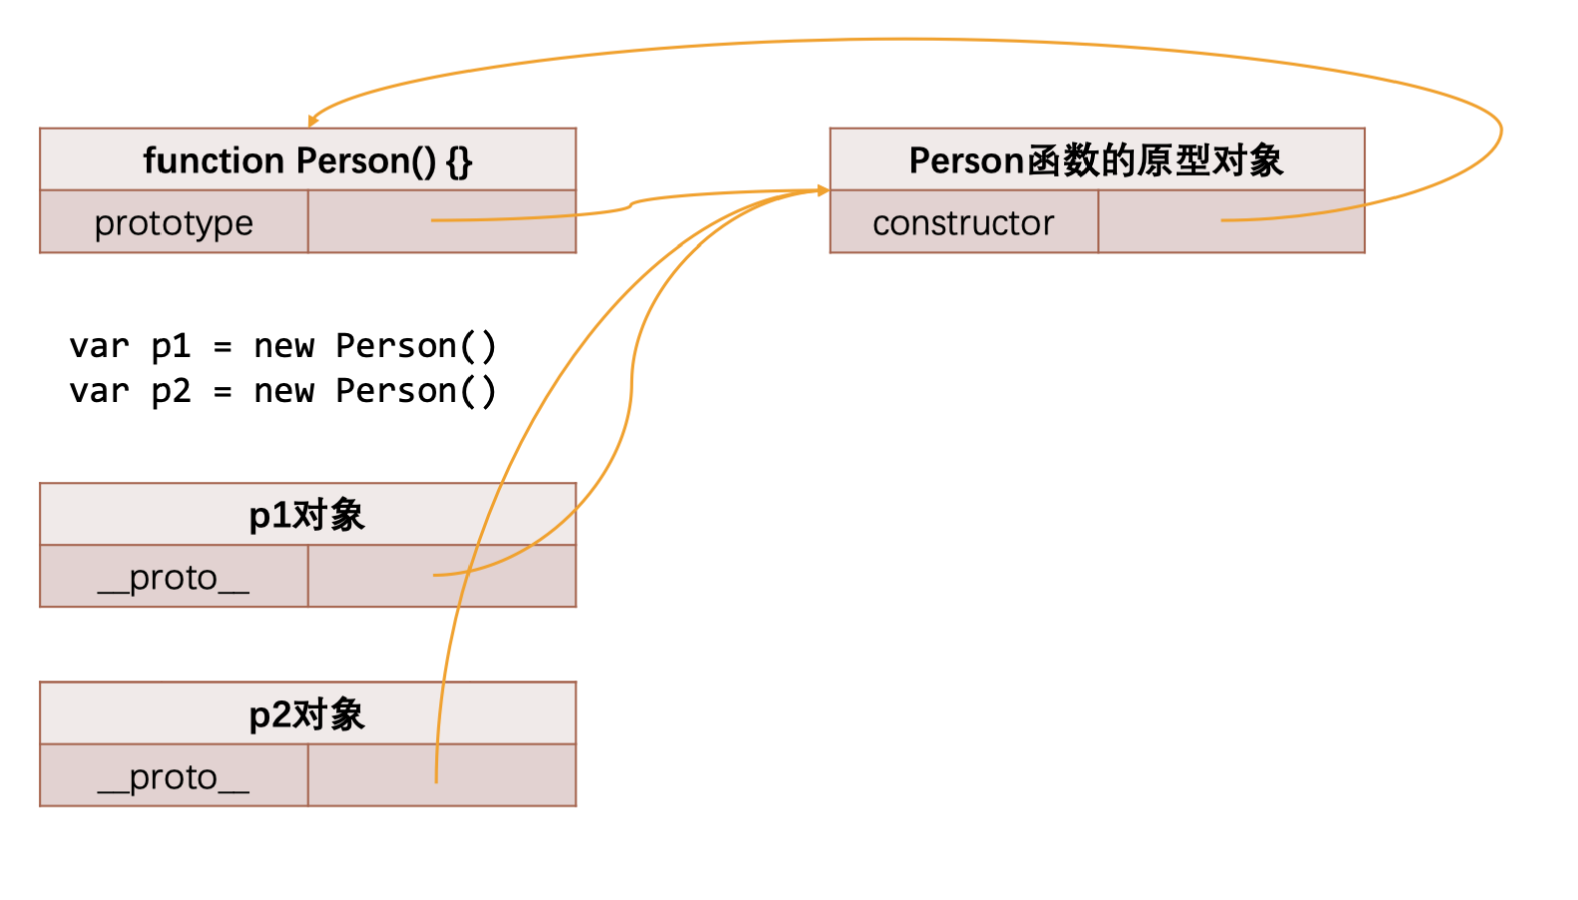 function Person() {}
prototype
Person函数的原型对象
constructor
var p1 = new Person()
var p2 = new Person()
p1对象
__proto__
p2对象
__proto__